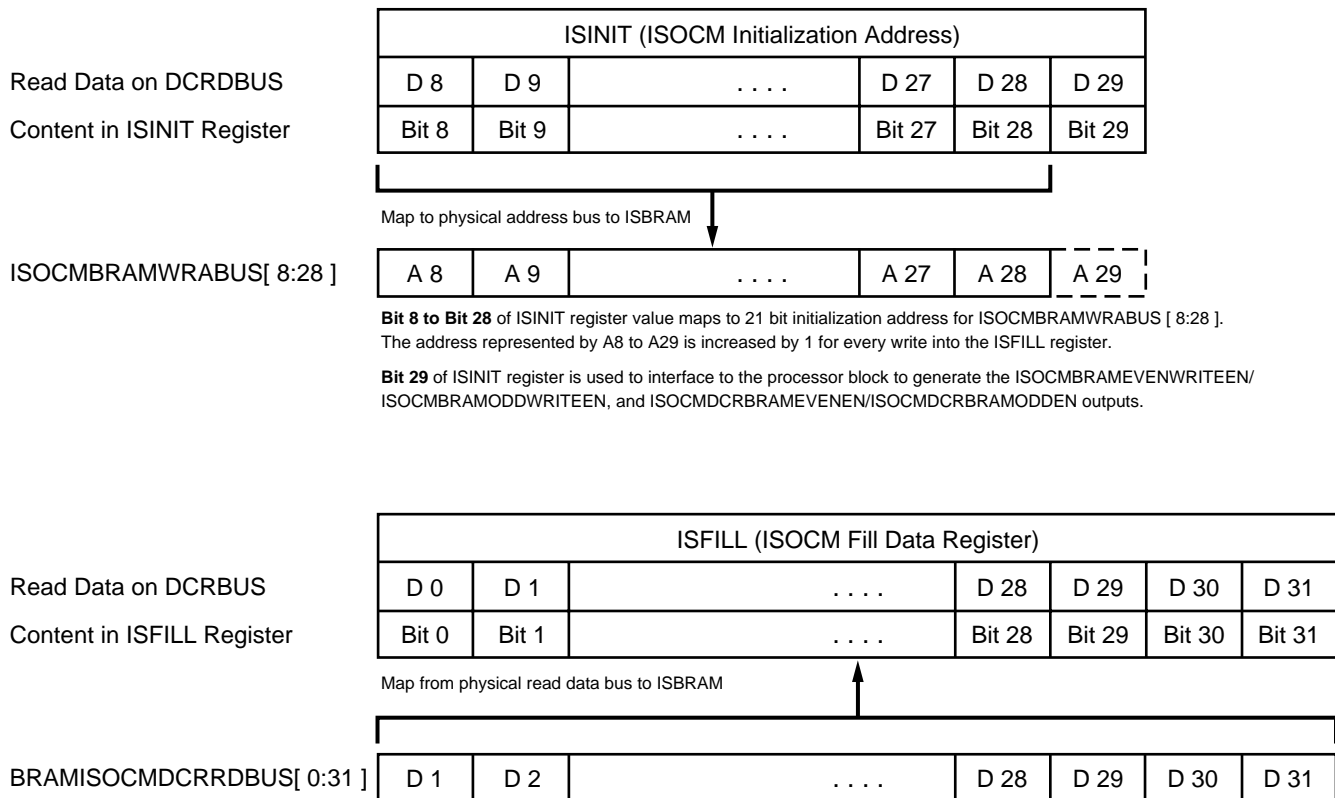 ISINIT (ISOCM Initialization Address)
Read Data on DCRDBUS D 8 D 9 . . . . D 27 D 28 D 29
Content in ISINIT Register Bit 8 Bit 9 . . . . Bit 27 Bit 28 Bit 29
Map to physical address bus to ISBRAM
ISOCMBRAMWRABUS[ 8:28 ] A 8 A 9 . . . . A 27 A 28 A 29
Bit 8 to Bit 28 of ISINIT register value maps to 21 bit initialization address for ISOCMBRAMWRABUS [ 8:28 ].
The address represented by A8 to A29 is increased by 1 for every write into the ISFILL register.
Bit 29 of ISINIT register is used to interface to the processor block to generate the ISOCMBRAMEVENWRITEEN/
ISOCMBRAMODDWRITEEN, and ISOCMDCRBRAMEVENEN/ISOCMDCRBRAMODDEN outputs.
ISFILL (ISOCM Fill Data Register)
Read Data on DCRBUS D 0 D 1 . . . . D 28 D 29 D 30 D 31
Content in ISFILL Register Bit 0 Bit 1 . . . . Bit 28 Bit 29 Bit 30 Bit 31
Map from physical read data bus to ISBRAM
BRAMISOCMDCRRDBUS[ 0:31 ] D 1 D 2 . . . . D 28 D 29 D 30 D 31